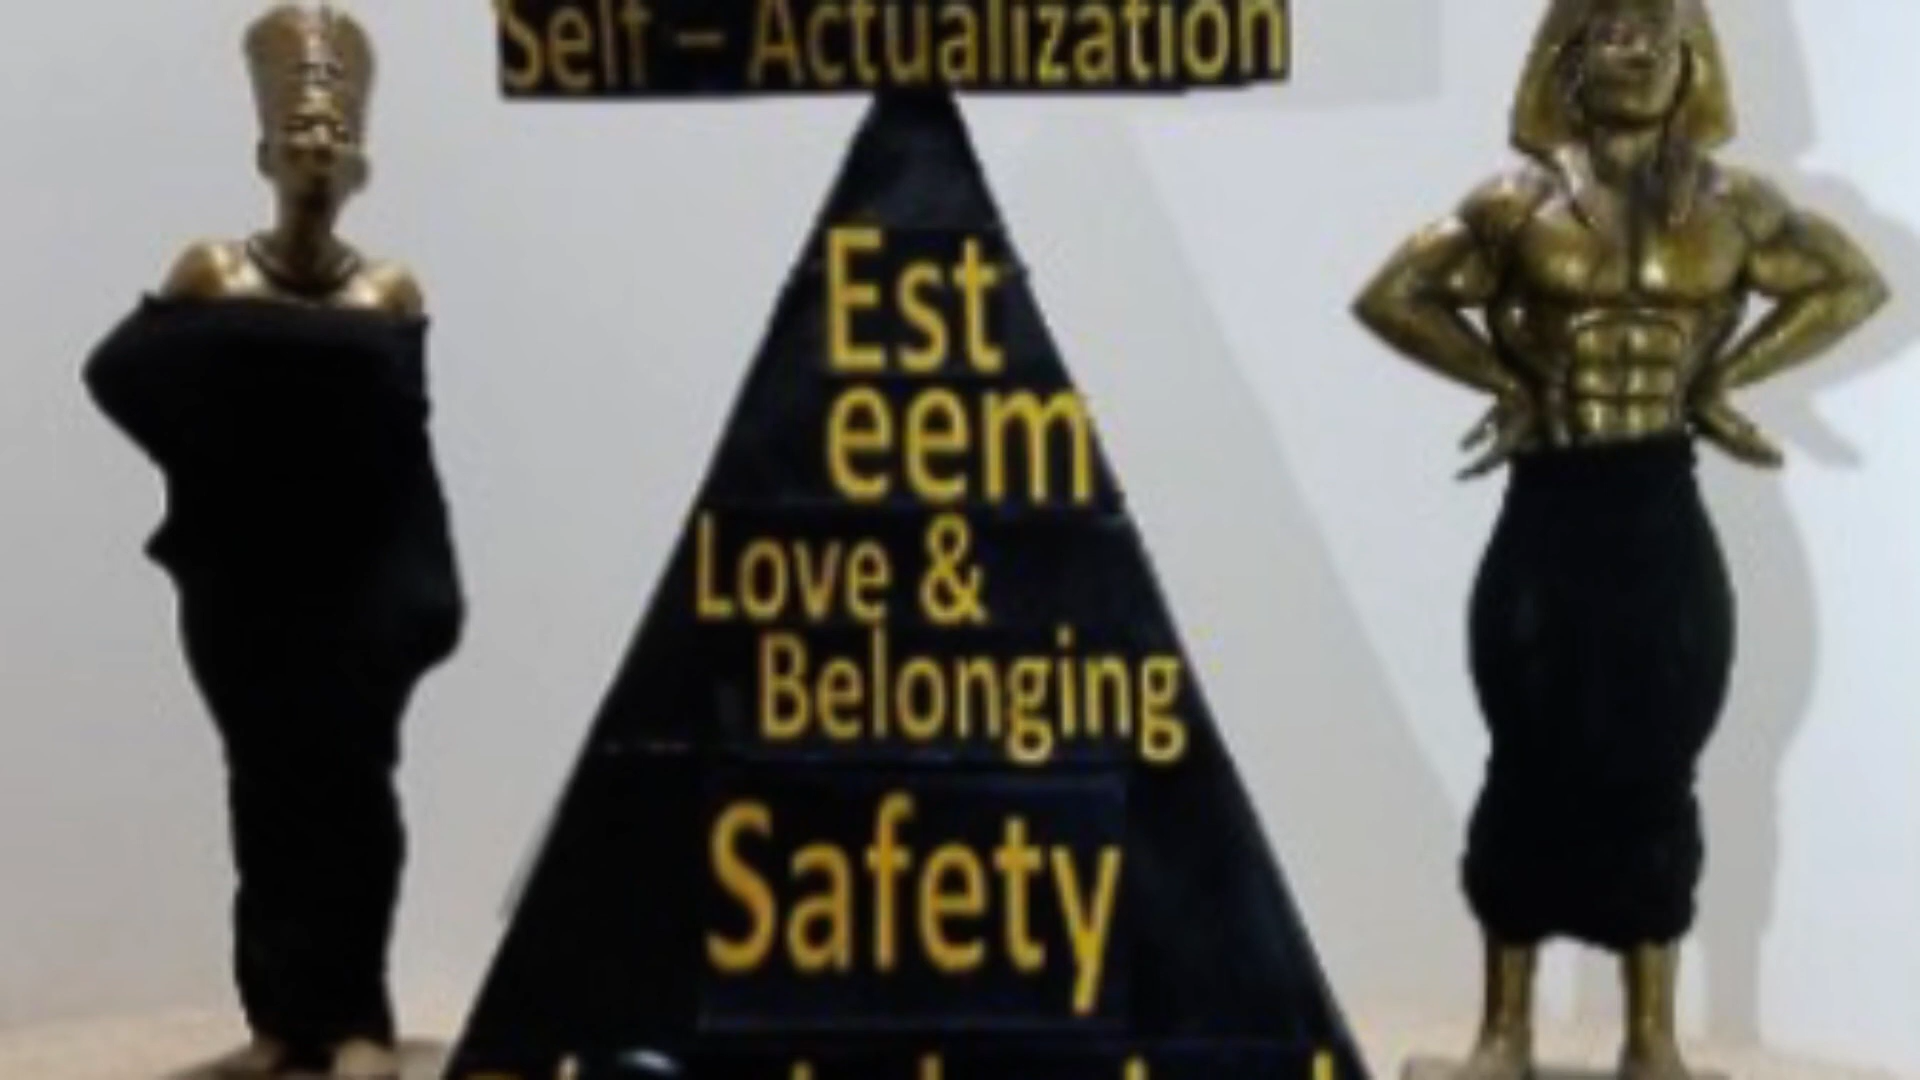 Self – Actualization
Est
eem
Love &
Belonging
Safety